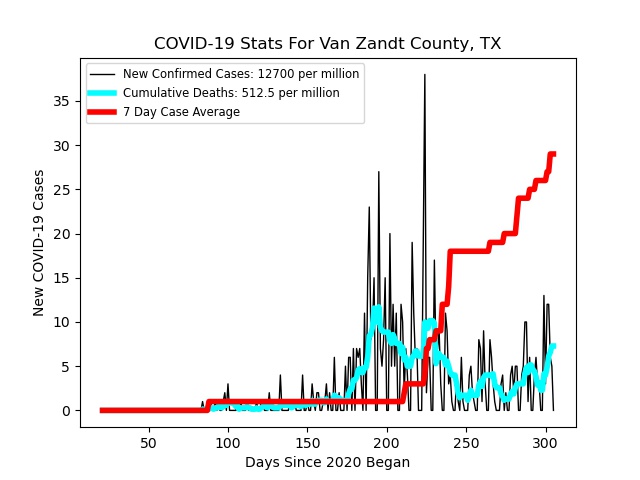 COVID-19 Stats For Van Zandt County, TX
New Confirmed Cases: 12700 per million
Cumulative Deaths: 512.5 per million
7 Day Case Average
New COVID-19 Cases
35
30
25
20
15
10
5
0
50 100 150 200 250 300
Days Since 2020 Began